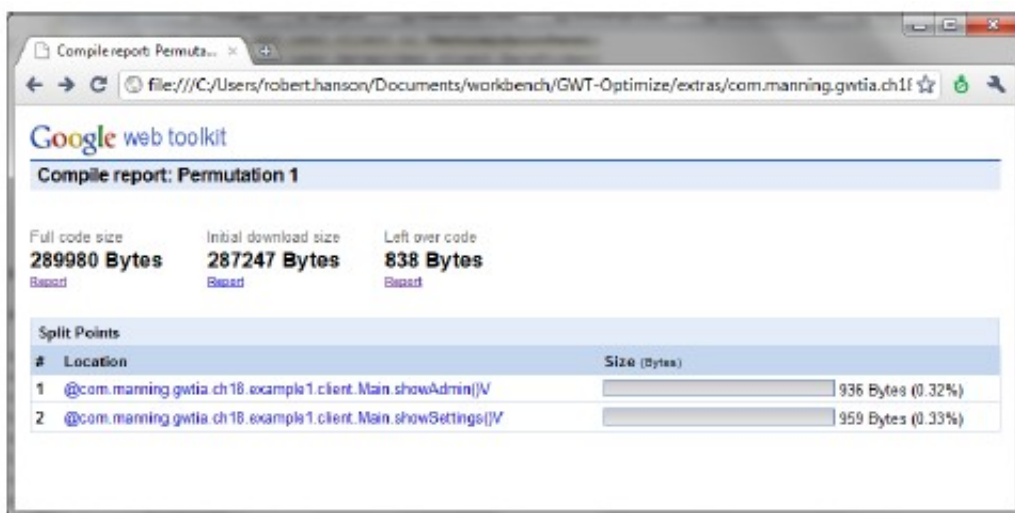 Compile report: Permuta...
file:///C:/Users/robert.hanson/Documents/workbench/GWT-Optimize/extras/com.manning.gwtia.ch18
Google web toolkit
Compile report: Permutation 1
Full code size Initial download size Left over code
289980 Bytes 287247 Bytes 838 Bytes
Report Report Report
Split Points
# Location Size (Bytes)
1 @com.manning.gwtia.ch18.example1.client.Main.showAdmin()V 936 Bytes (0.32%)
2 @com.manning.gwtia.ch18.example1.client.Main.showSettings()V 959 Bytes (0.33%)